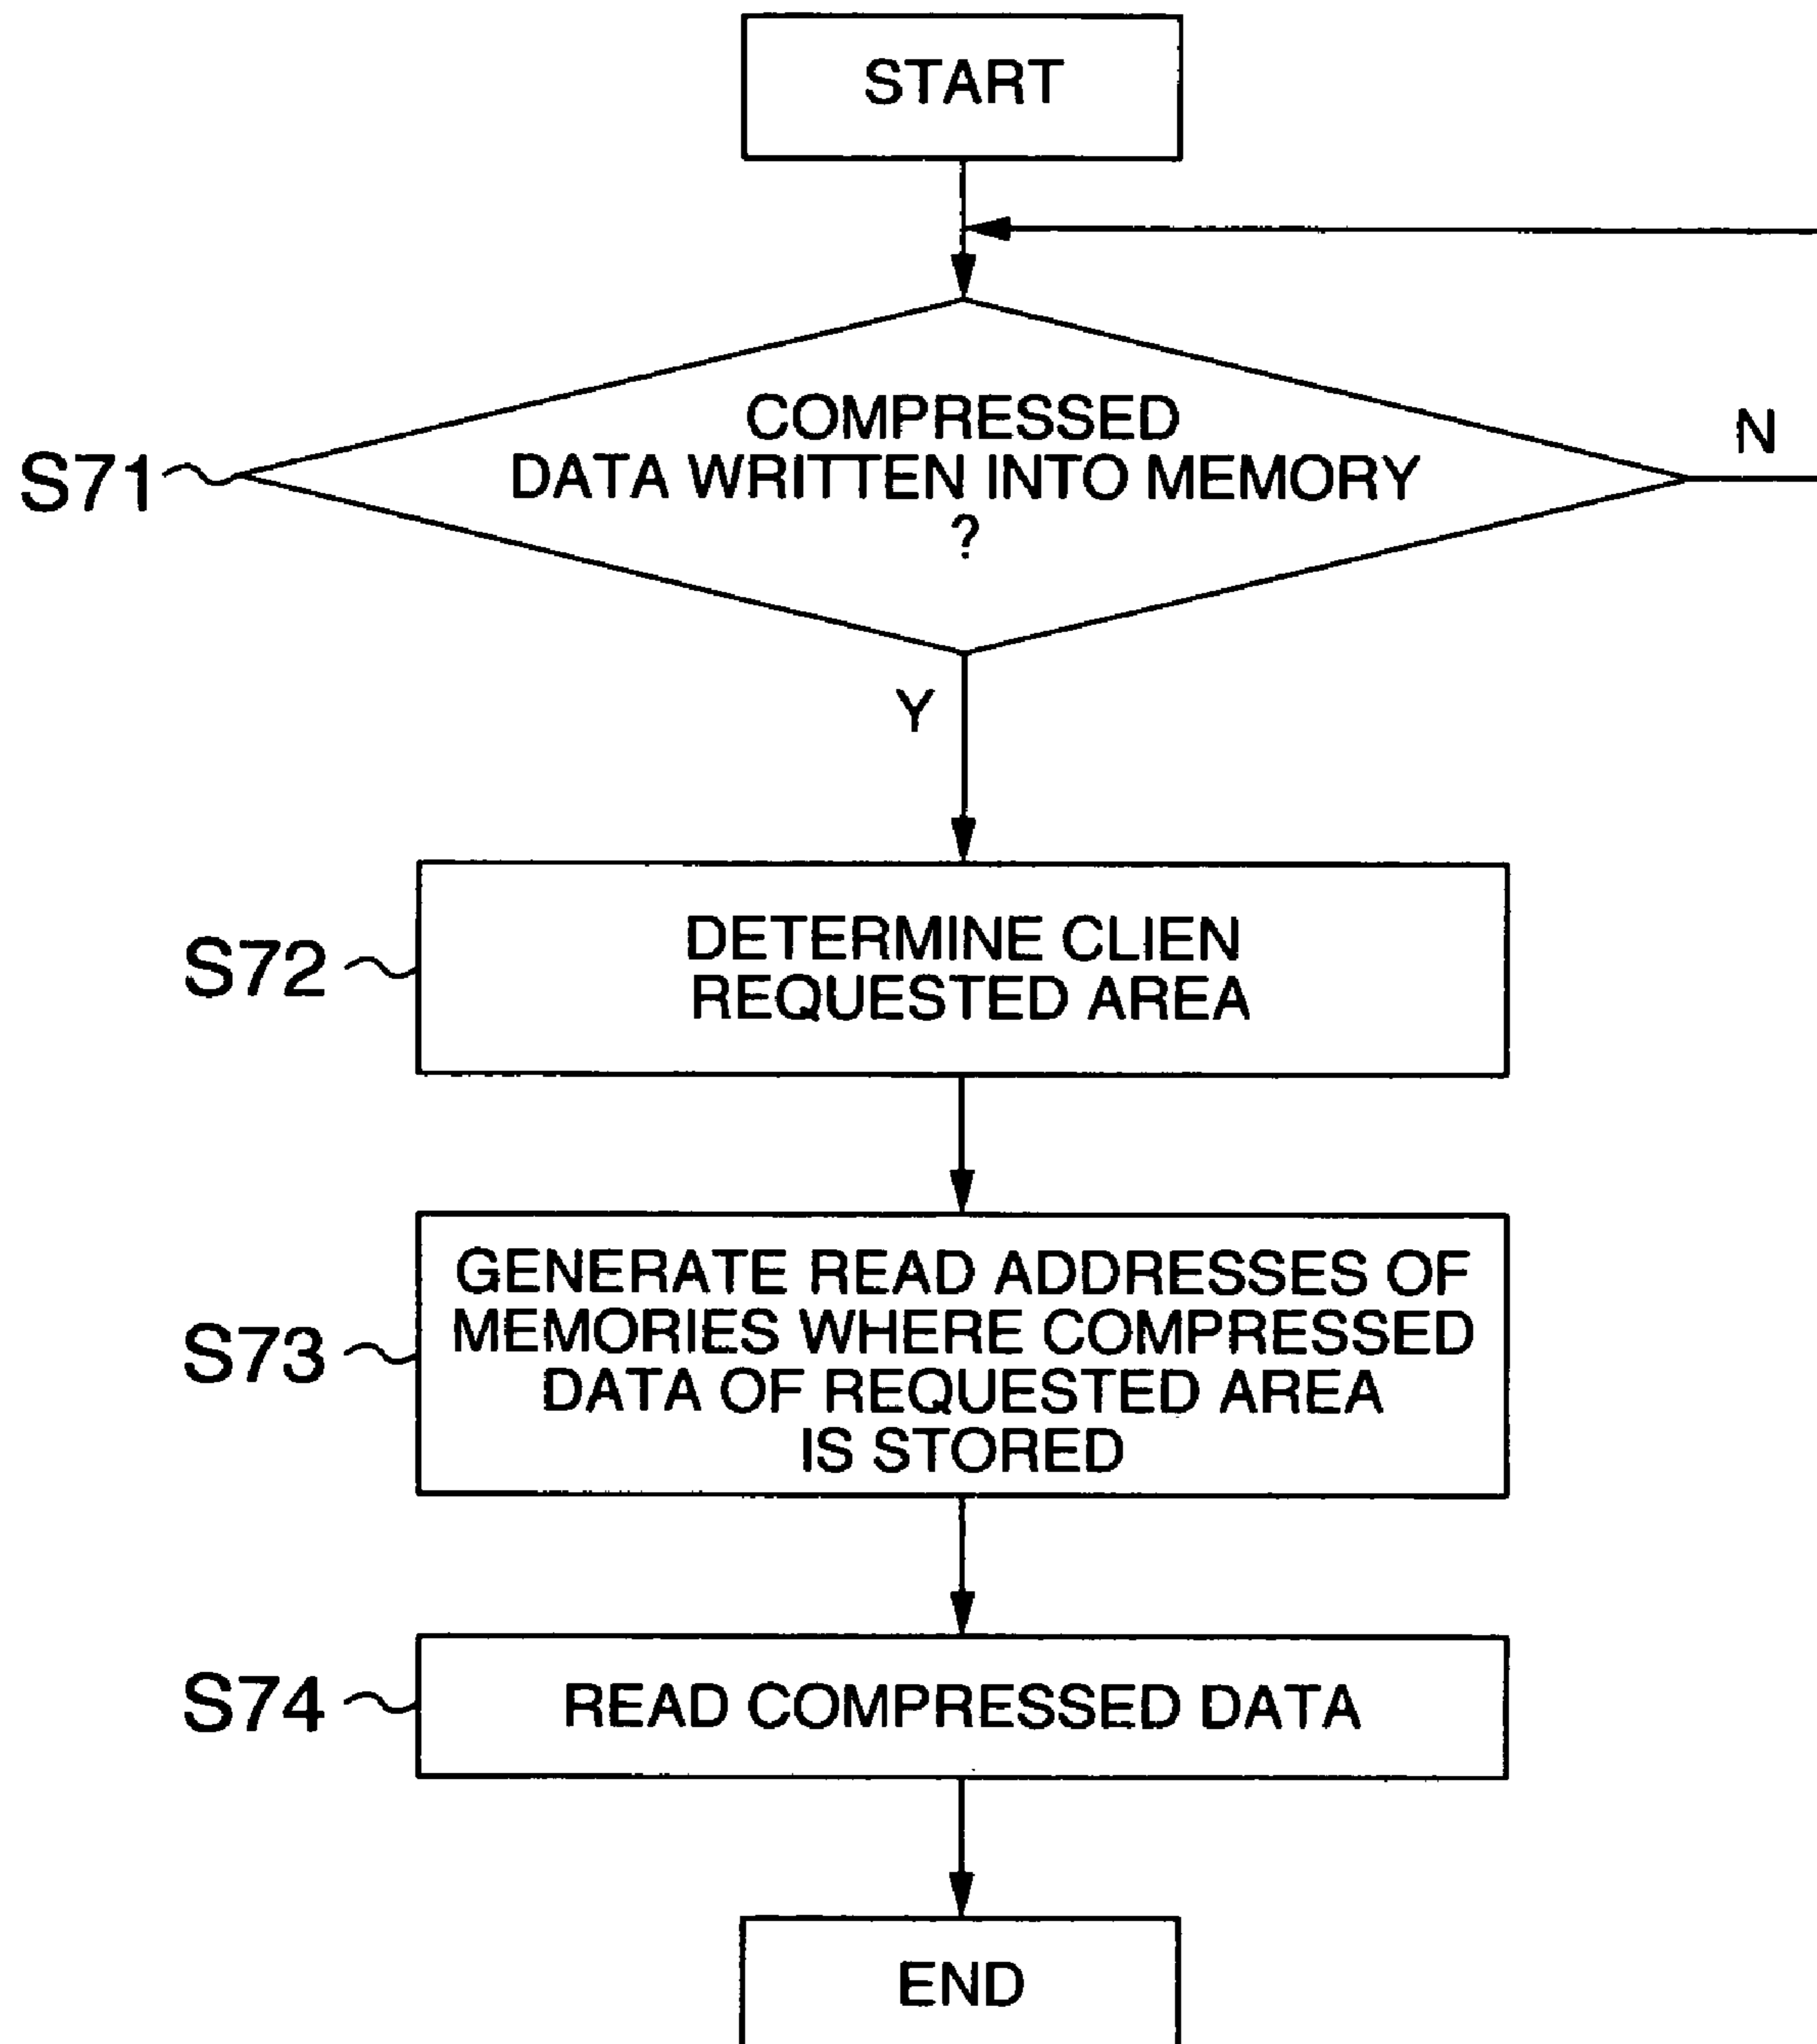 START
COMPRESSED
DATA WRITTEN INTO MEMORY
?
S71
N
Y
S72
DETERMINE CLIEN
REQUESTED AREA
S73
GENERATE READ ADDRESSES OF
MEMORIES WHERE COMPRESSED
DATA OF REQUESTED AREA
IS STORED
S74
READ COMPRESSED DATA
END